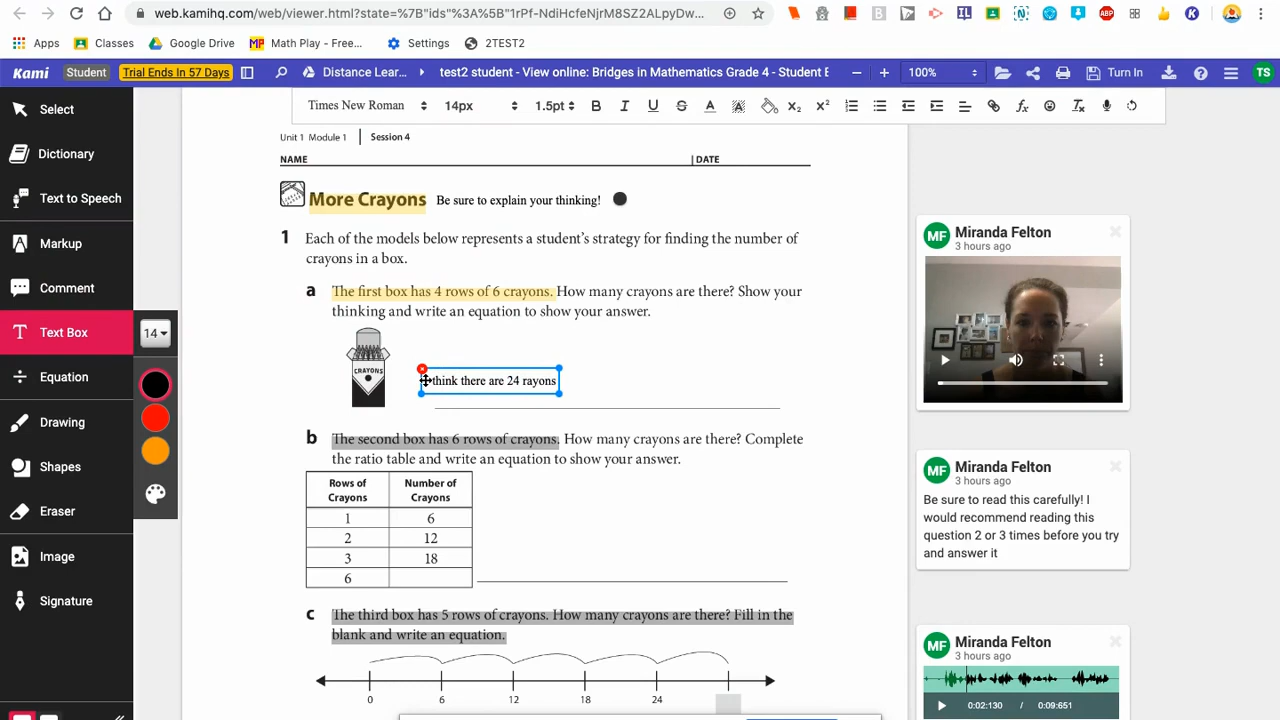 web.kamihq.com/web/viewer.html?state=%7B"ids"%3A%5B"1rPf-NdiHcfeNjrM8SZ2ALpyDw...
Apps Classes Google Drive Math Play - Free... Settings 2TEST2
Kami Student Trial Ends In 57 Days Distance Lear... test2 student - View online: Bridges in Mathematics Grade 4 - Student E 100% Turn In TS
Times New Roman 14px 1.5pt B I U S A A x₂ x² fx
Select
Dictionary
Text to Speech
Markup
Comment
Text Box
14
Equation
Drawing
Shapes
Eraser
Image
Signature
Unit 1 Module 1 | Session 4
NAME | DATE
More Crayons Be sure to explain your thinking!
1 Each of the models below represents a student's strategy for finding the number of
crayons in a box.
a The first box has 4 rows of 6 crayons. How many crayons are there? Show your
thinking and write an equation to show your answer.
CRAYONS
think there are 24 rayons
b The second box has 6 rows of crayons. How many crayons are there? Complete
the ratio table and write an equation to show your answer.
Rows of Crayons Number of Crayons
1 6
2 12
3 18
6
c The third box has 5 rows of crayons. How many crayons are there? Fill in the
blank and write an equation.
0 6 12 18 24
MF Miranda Felton
3 hours ago
MF Miranda Felton
3 hours ago
Be sure to read this carefully! I
would recommend reading this
question 2 or 3 times before you try
and answer it
MF Miranda Felton
3 hours ago
0:02:130 / 0:09:651